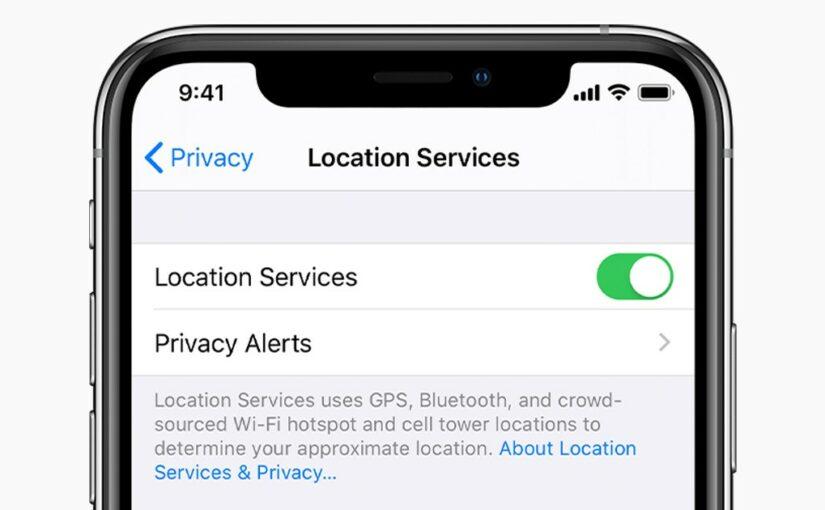 9:41
Privacy
Location Services
Location Services
Privacy Alerts
Location Services uses GPS, Bluetooth, and crowd-
sourced Wi-Fi hotspot and cell tower locations to
determine your approximate location. About Location
Services & Privacy...